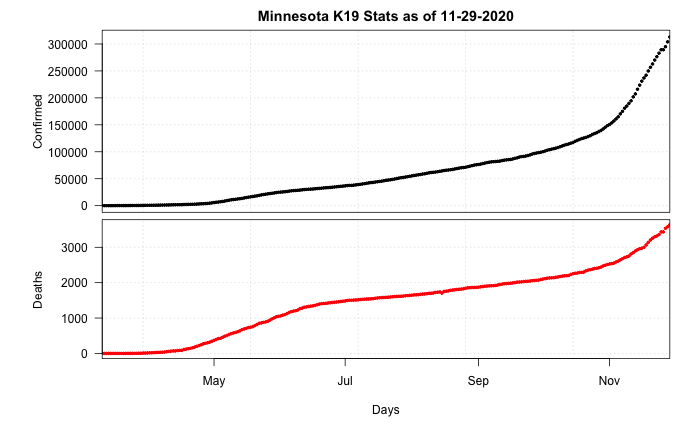 Minnesota K19 Stats as of 11-29-2020
Confirmed
300000
250000
200000
150000
100000
50000
0
Deaths
3000
2000
1000
0
May Jul Sep Nov
Days